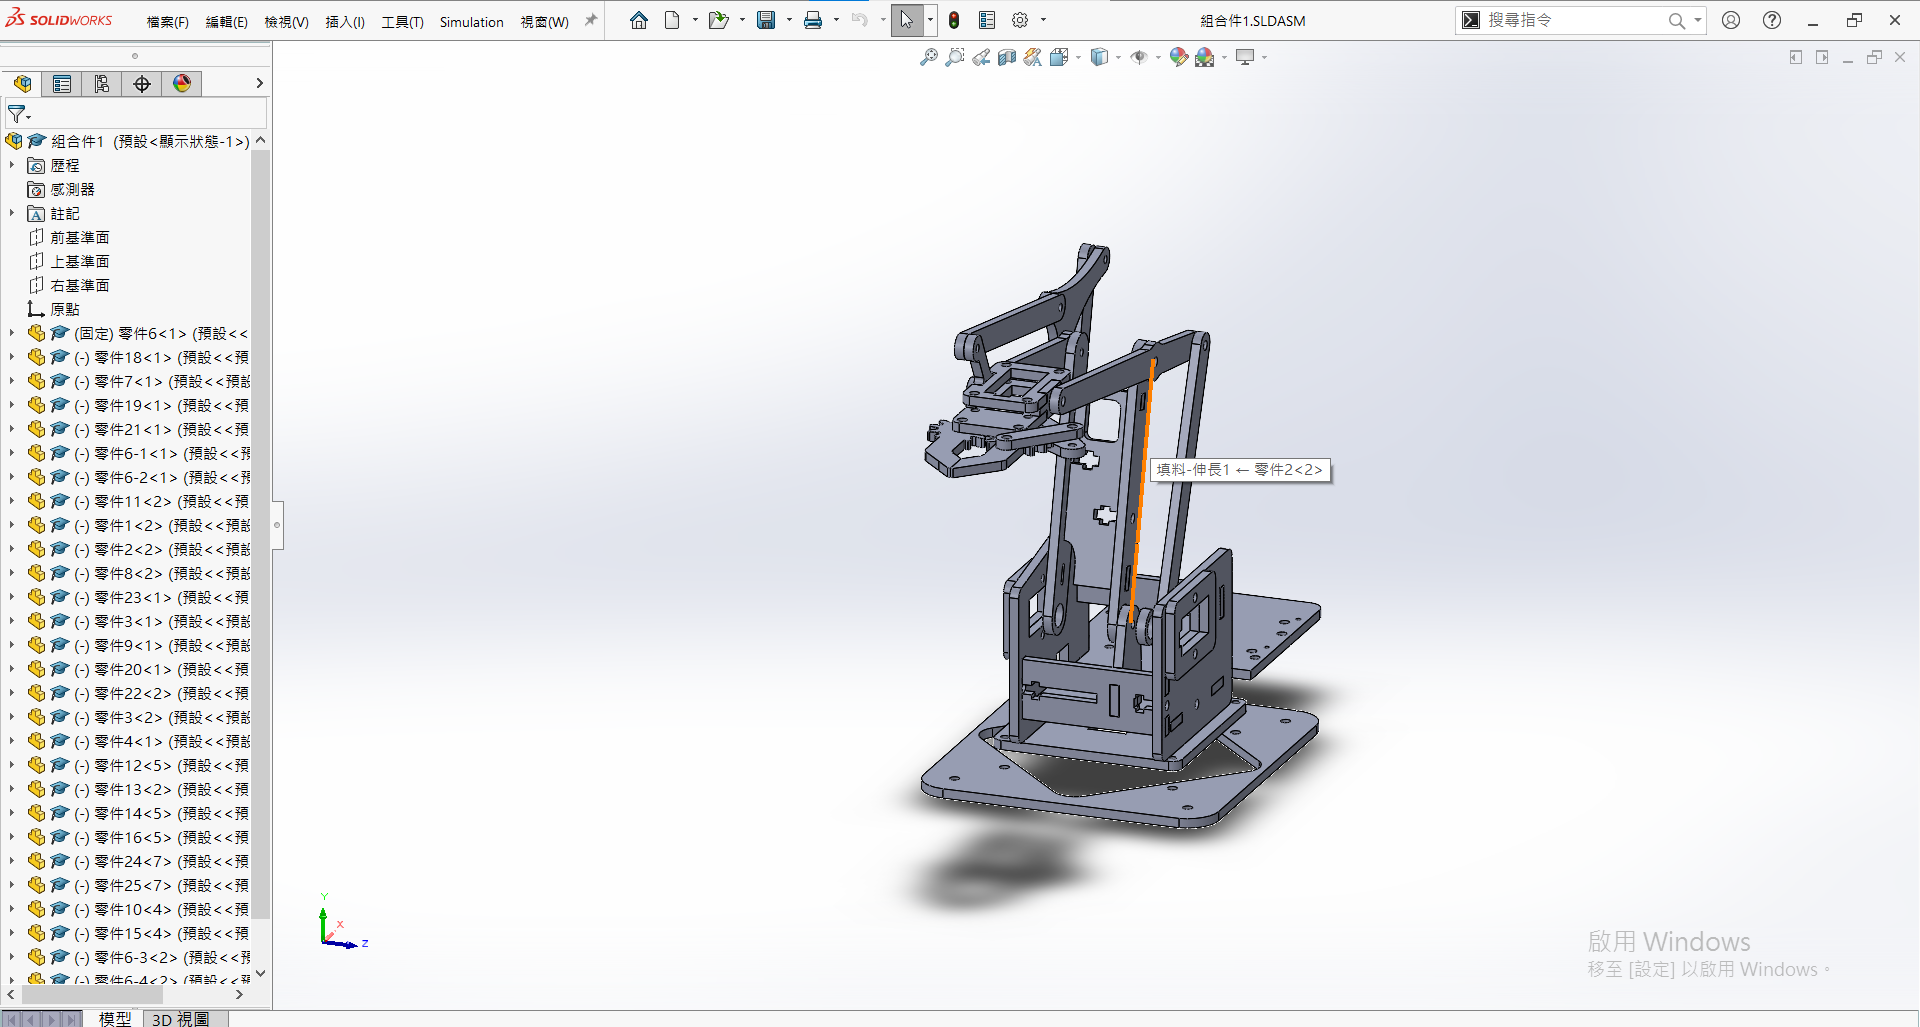 SOLIDWORKS
檔案(F) 編輯(E) 檢視(V) 插入(I) 工具(T) Simulation 視窗(W)
組合件1.SLDASM
搜尋指令
組合件1 (預設<顯示狀態-1>)
歷程
感測器
註記
前基準面
上基準面
右基準面
原點
(固定) 零件6<1> (預設<<
(-) 零件18<1> (預設<<預
(-) 零件7<1> (預設<<預設
(-) 零件19<1> (預設<<預
(-) 零件21<1> (預設<<預
(-) 零件6-1<1> (預設<<預
(-) 零件6-2<1> (預設<<預
(-) 零件11<2> (預設<<預
(-) 零件1<2> (預設<<預設
(-) 零件2<2> (預設<<預設
(-) 零件8<2> (預設<<預設
(-) 零件23<1> (預設<<預
(-) 零件3<1> (預設<<預設
(-) 零件9<1> (預設<<預設
(-) 零件20<1> (預設<<預
(-) 零件22<2> (預設<<預
(-) 零件3<2> (預設<<預設
(-) 零件4<1> (預設<<預設
(-) 零件12<5> (預設<<預
(-) 零件13<2> (預設<<預
(-) 零件14<5> (預設<<預
(-) 零件16<5> (預設<<預
(-) 零件24<7> (預設<<預
(-) 零件25<7> (預設<<預
(-) 零件10<4> (預設<<預
(-) 零件15<4> (預設<<預
(-) 零件6-3<2> (預設<<預
(-) 零件6-4<2> (預設<<預
填料-伸長1 ← 零件2<2>
Y
X
Z
啟用 Windows
移至 [設定] 以啟用 Windows。
模型 3D 視圖